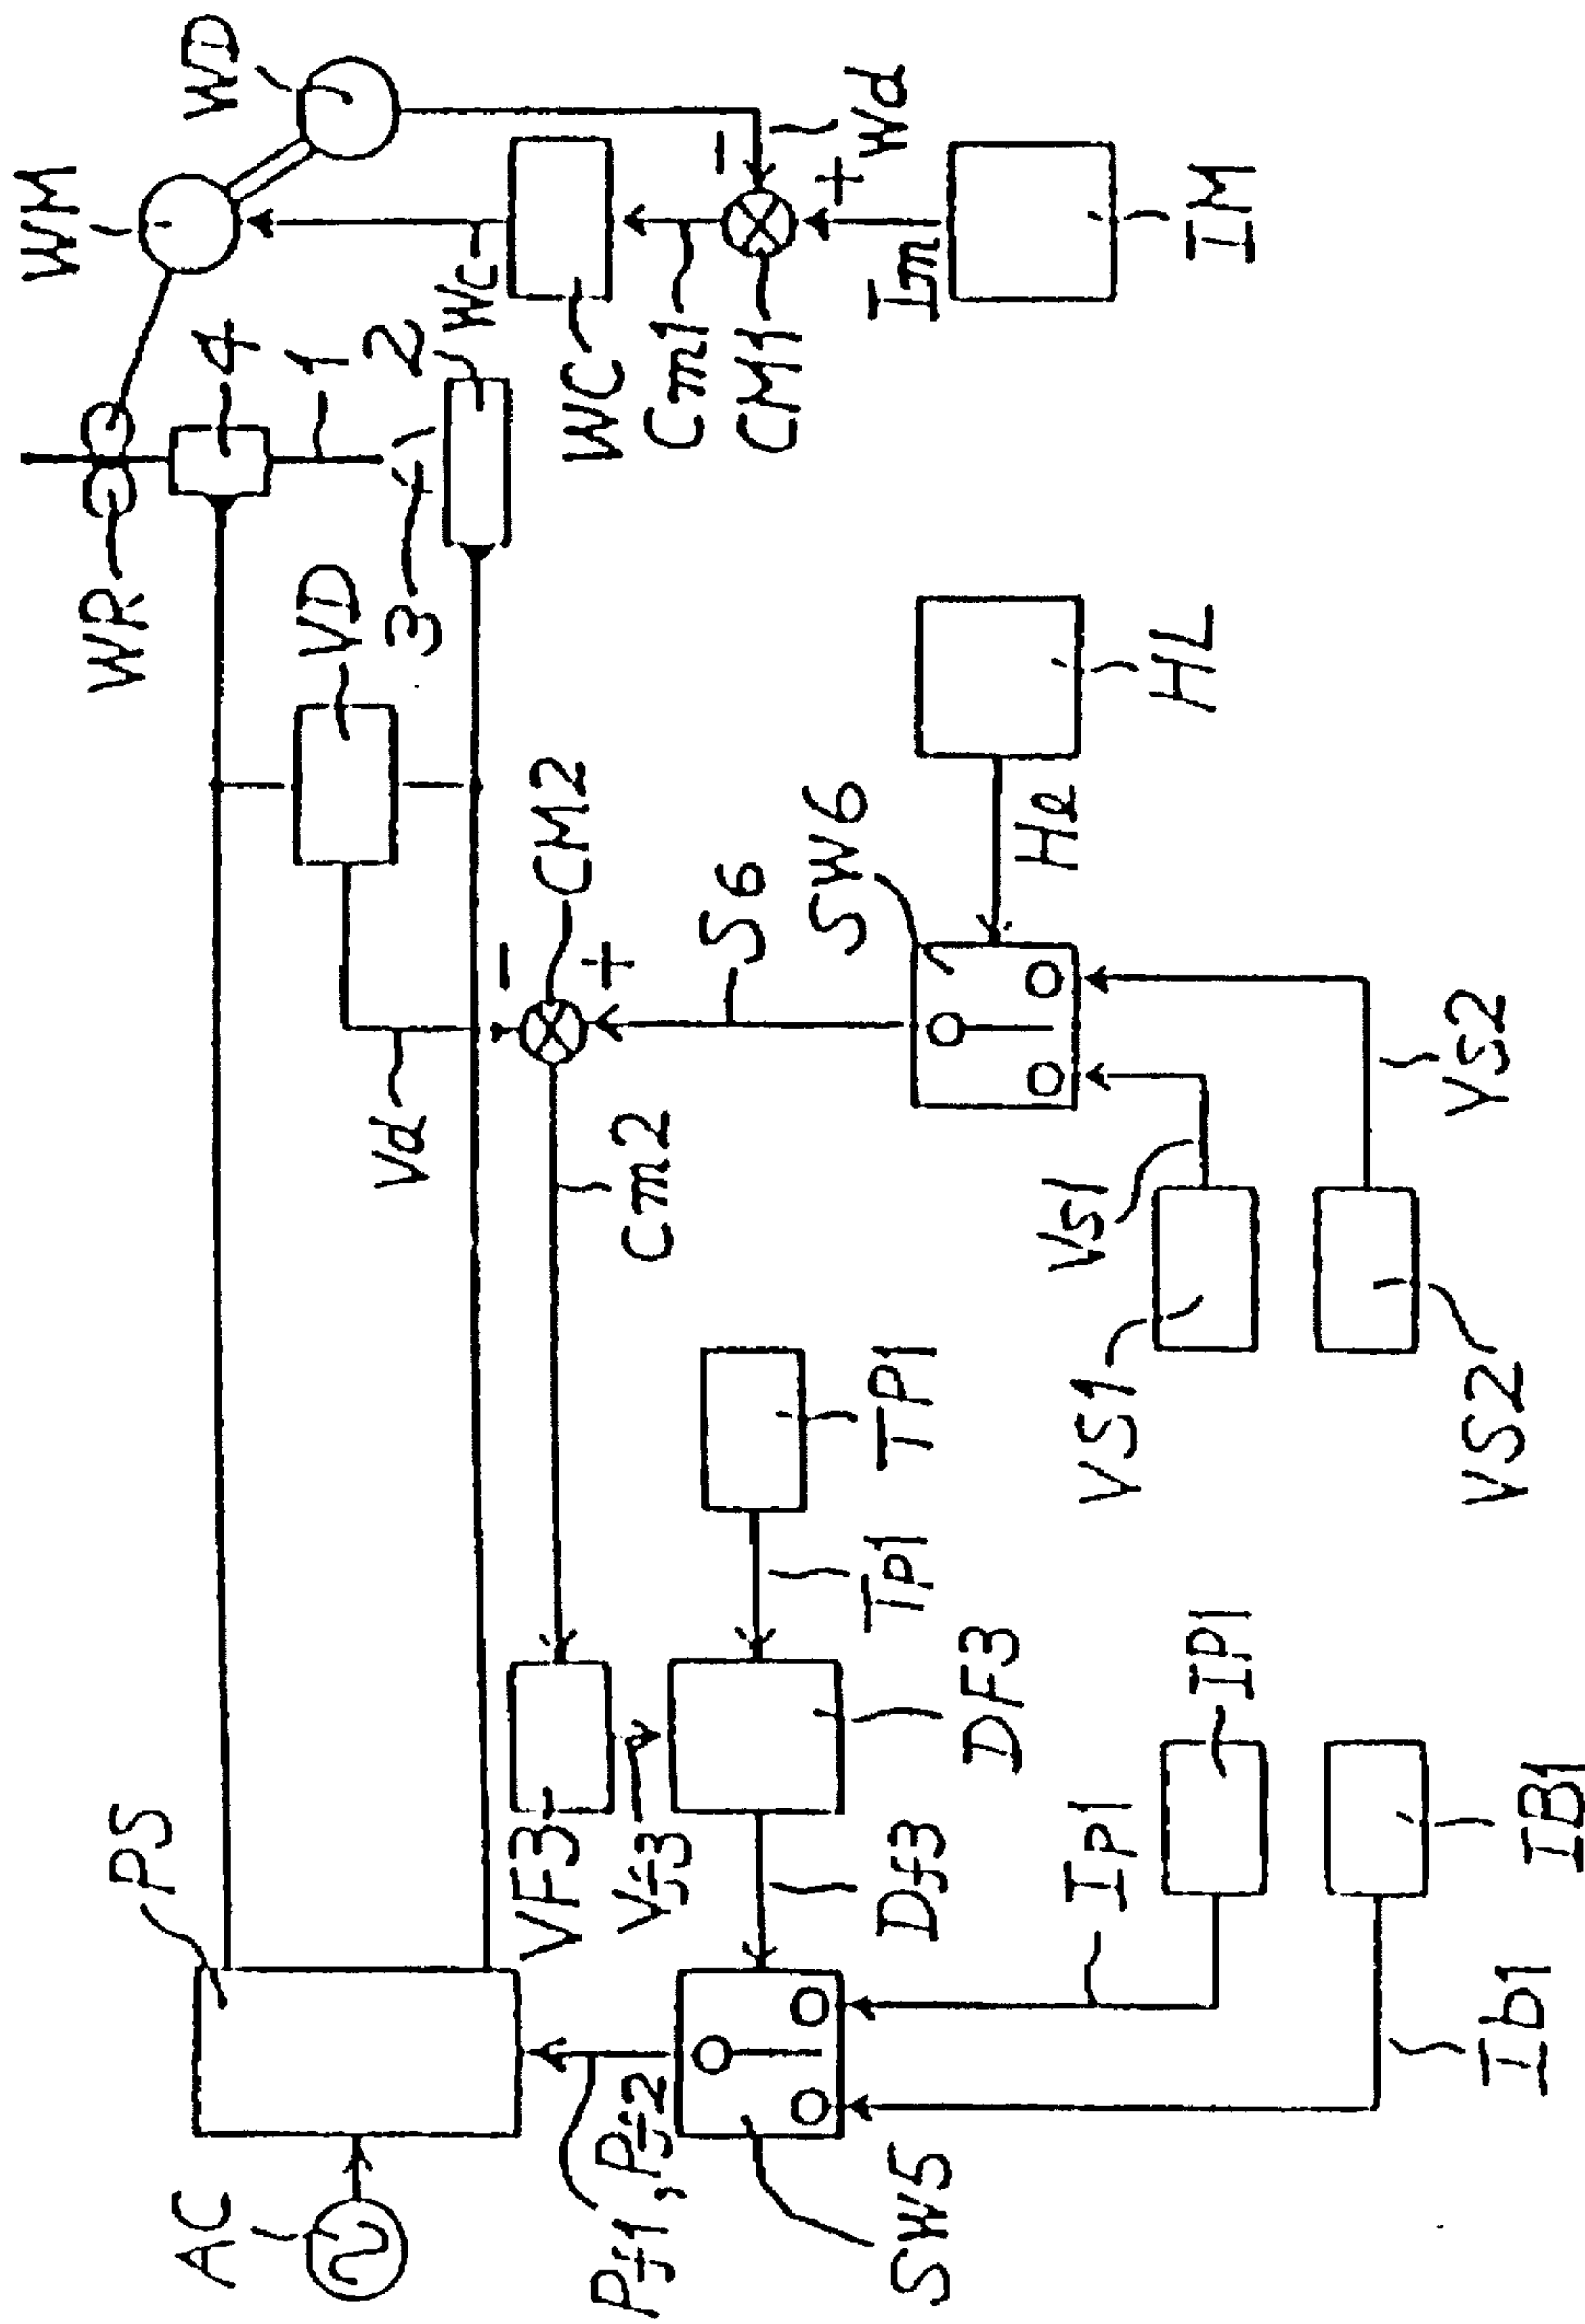 AC
PS
Pf1, Pf2
SW5
VF3
Vf3
Df3
DF3
Ip1
IP1
Ib1
IB1
Tp1
TP1
Cm2
Vd
VD
CM2
−
+
S6
SW6
Hl
HL
Vs1
VS1
Vs2
VS2
WR
3
4
1
2
WM
WD
Wc
WC
Cm1
CM1
−
+
Wd
Im
IM